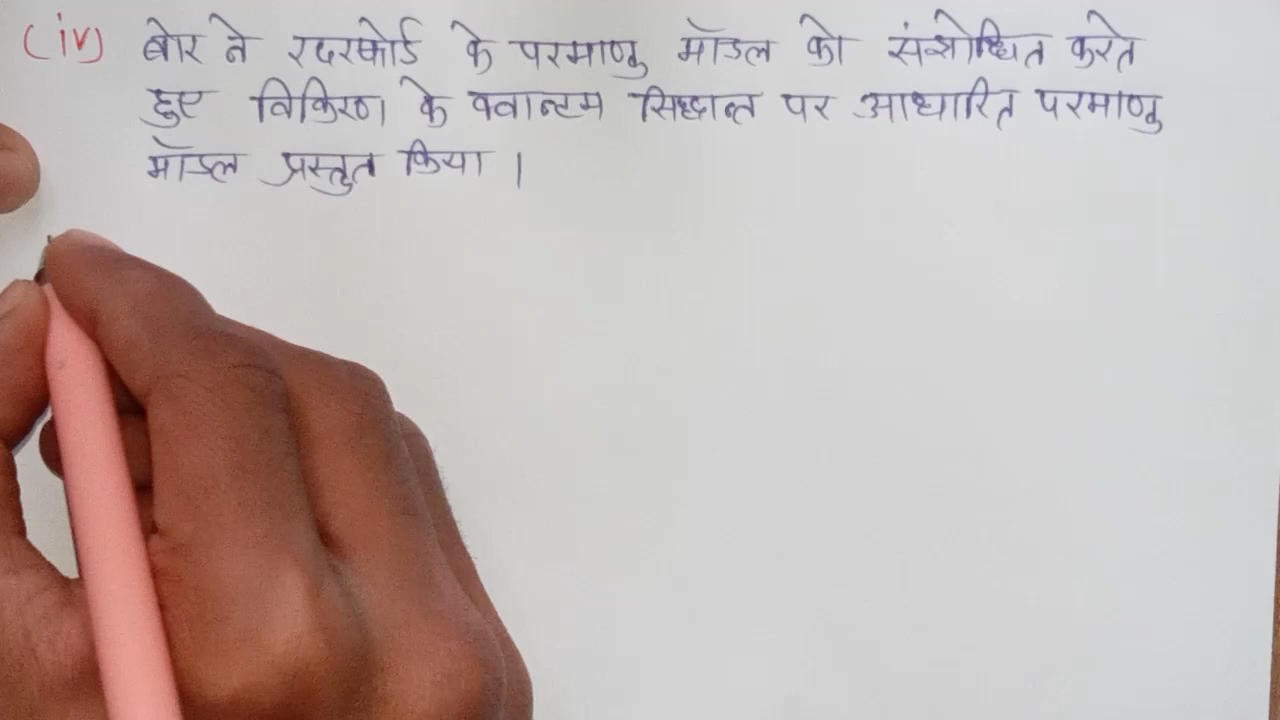 (iv) बोर ने रदरफोर्ड के परमाणु मॉडल को संशोधित करते
हुए विकिरण के क्वान्टम सिद्धान्त पर आधारित परमाणु
मॉडल प्रस्तुत किया।